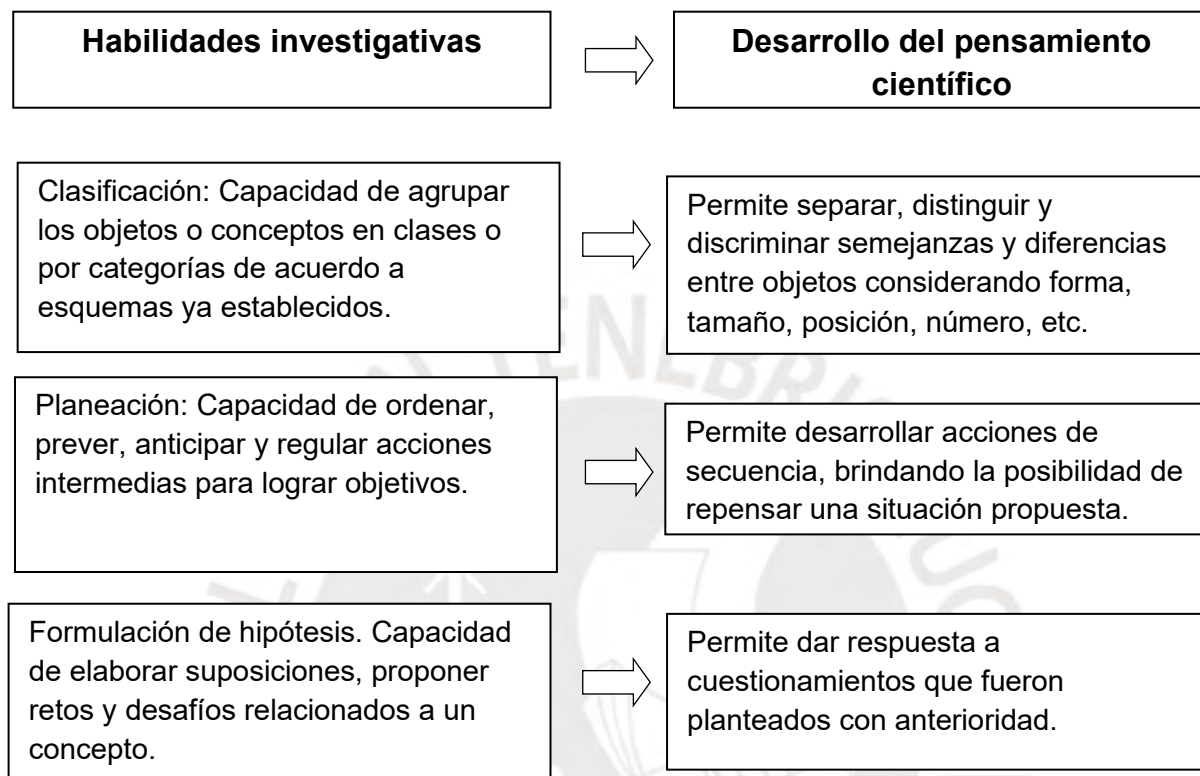 Habilidades investigativas
Desarrollo del pensamiento
científico
Clasificación: Capacidad de agrupar
los objetos o conceptos en clases o
por categorías de acuerdo a
esquemas ya establecidos.
Permite separar, distinguir y
discriminar semejanzas y diferencias
entre objetos considerando forma,
tamaño, posición, número, etc.
Planeación: Capacidad de ordenar,
prever, anticipar y regular acciones
intermedias para lograr objetivos.
Permite desarrollar acciones de
secuencia, brindando la posibilidad de
repensar una situación propuesta.
Formulación de hipótesis. Capacidad
de elaborar suposiciones, proponer
retos y desafíos relacionados a un
concepto.
Permite dar respuesta a
cuestionamientos que fueron
planteados con anterioridad.